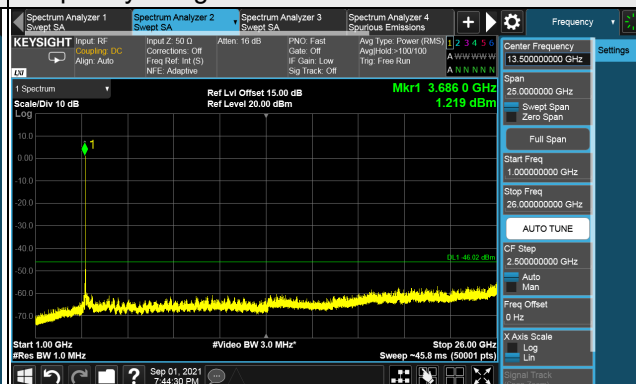 Spectrum Analyzer 1
Swept SA
Spectrum Analyzer 2
Swept SA
Spectrum Analyzer 3
Swept SA
Spectrum Analyzer 4
Spurious Emissions
Frequency
KEYSIGHT
Input: RF
Coupling: DC
Align: Auto
Input Z: 50 Ω
Corrections: Off
Freq Ref: Int (S)
NFE: Adaptive
Atten: 16 dB
PNO: Fast
Gate: Off
IF Gain: Low
Sig Track: Off
Avg Type: Power (RMS)
Avg|Hold:>100/100
Trig: Free Run
1 2 3 4 5 6
A W W W W W
A N N N N N
LXI
1 Spectrum
Scale/Div 10 dB
Log
Ref Lvl Offset 15.00 dB
Ref Level 20.00 dBm
Mkr1 3.686 0 GHz
1.219 dBm
10.0
0.00
-10.0
-20.0
-30.0
-40.0
-50.0
-60.0
-70.0
1
DL1 -46.02 dBm
Start 1.00 GHz
#Res BW 1.0 MHz
#Video BW 3.0 MHz*
Stop 26.00 GHz
Sweep ~45.8 ms (50001 pts)
Sep 01, 2021
7:44:30 PM
Center Frequency
13.500000000 GHz
Settings
Span
25.0000000 GHz
Swept Span
Zero Span
Full Span
Start Freq
1.000000000 GHz
Stop Freq
26.000000000 GHz
AUTO TUNE
CF Step
2.500000000 GHz
Auto
Man
Freq Offset
0 Hz
X Axis Scale
Log
Lin
Signal Track